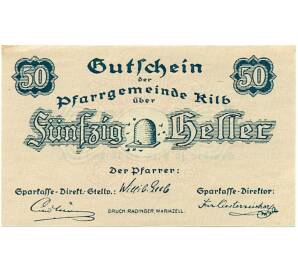 50 Gutschein 50
der
Pfarrgemeinde Kilb
über
Fünfzig Heller
Der Pfarrer:
Sparkasse-Direkt.-Stellv.: Sparkasse-Direktor:
DRUCK RADINGER, MARIAZELL.